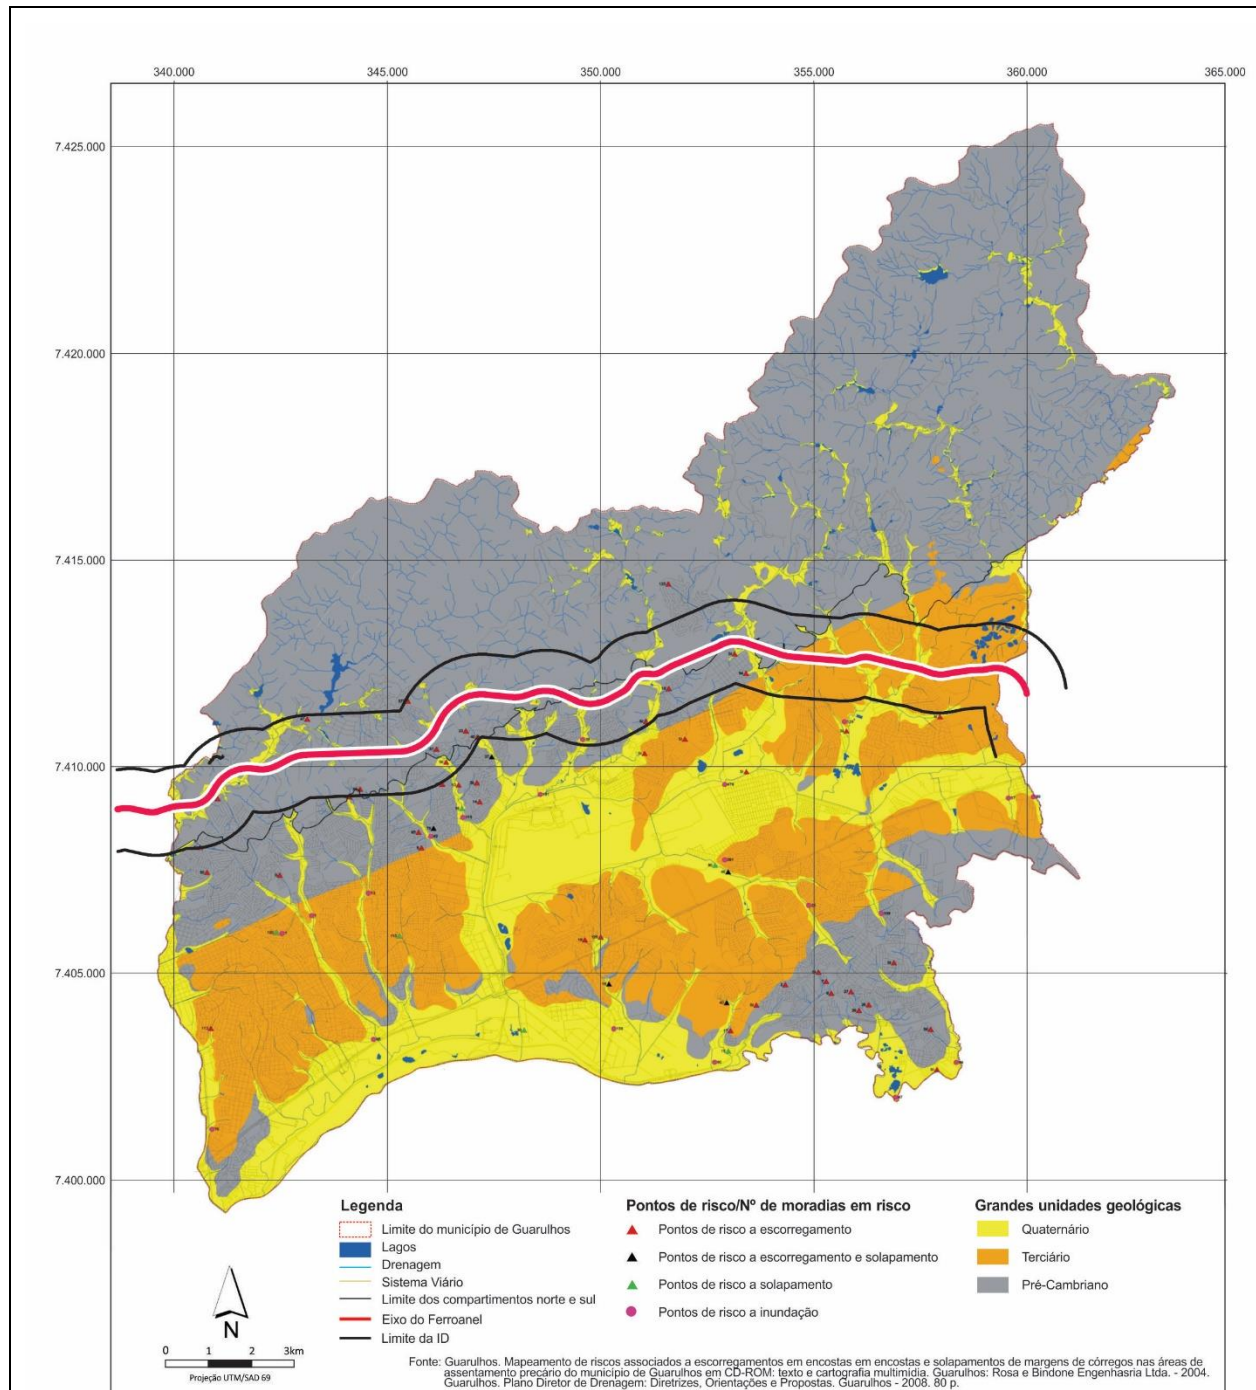 340.000 345.000 350.000 355.000 360.000 365.000
7.425.000
7.420.000
7.415.000
7.410.000
7.405.000
7.400.000
Legenda
Limite do município de Guarulhos
Lagos
Drenagem
Sistema Viário
Limite dos compartimentos norte e sul
Eixo do Ferroanel
Limite da ID
Pontos de risco/Nº de moradias em risco
Pontos de risco a escorregamento
Pontos de risco a escorregamento e solapamento
Pontos de risco a solapamento
Pontos de risco a inundação
Grandes unidades geológicas
Quaternário
Terciário
Pré-Cambriano
N
0 1 2 3km
Projeção UTM/SAD 69
Fonte: Guarulhos. Mapeamento de riscos associados a escorregamentos em encostas em encostas e solapamentos de margens de córregos nas áreas de
assentamento precário do município de Guarulhos em CD-ROM: texto e cartografia multimídia. Guarulhos: Rosa e Bindone Engenhasria Ltda. - 2004.
Guarulhos. Plano Diretor de Drenagem: Diretrizes, Orientações e Propostas. Guarulhos - 2008. 80 p.